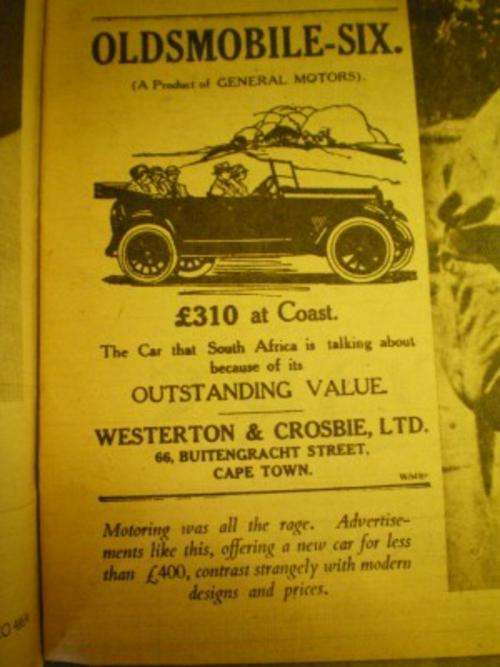 OLDSMOBILE-SIX.
(A Product of GENERAL MOTORS).
£310 at Coast.
The Car that South Africa is talking about
because of its
OUTSTANDING VALUE.
WESTERTON & CROSBIE, LTD.
66, BUITENGRACHT STREET,
CAPE TOWN.
Motoring was all the rage. Advertise-
ments like this, offering a new car for less
than £400, contrast strangely with modern
designs and prices.